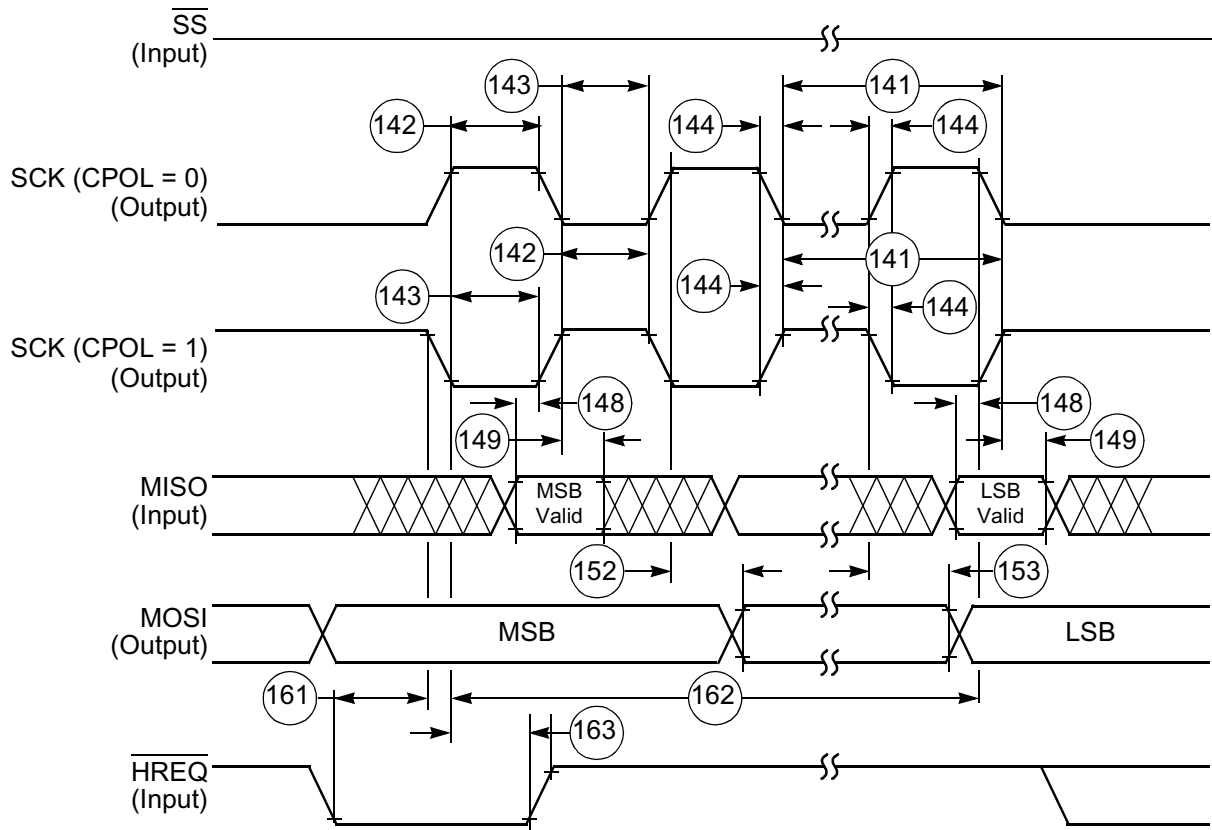 SS
(Input)
143
141
142
144
144
SCK (CPOL = 0)
(Output)
142
141
143
144
144
SCK (CPOL = 1)
(Output)
148
148
149
149
MISO
(Input)
MSB
Valid
LSB
Valid
152
153
MOSI
(Output)
MSB
LSB
161
162
163
HREQ
(Input)